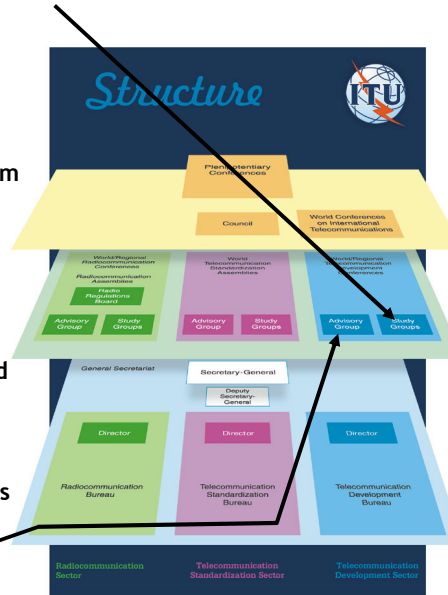 Structure
ITU
m
Plenipotentiary
Conferences
Council
World Conferences
on International
Telecommunications
World/Regional
Radiocommunication
Conferences
Radiocommunication
Assemblies
Radio
Regulations
Board
Advisory
Group
Study
Groups
World
Telecommunication
Standardization
Assemblies
Advisory
Group
Study
Groups
World/Regional
Telecommunication
Development
Conferences
Advisory
Group
Study
Groups
d
General Secretariat
Secretary-General
Deputy
Secretary-
General
Director
Radiocommunication
Bureau
Director
Telecommunication
Standardization
Bureau
Director
Telecommunication
Development
Bureau
s
Radiocommunication
Sector
Telecommunication
Standardization Sector
Telecommunication
Development Sector